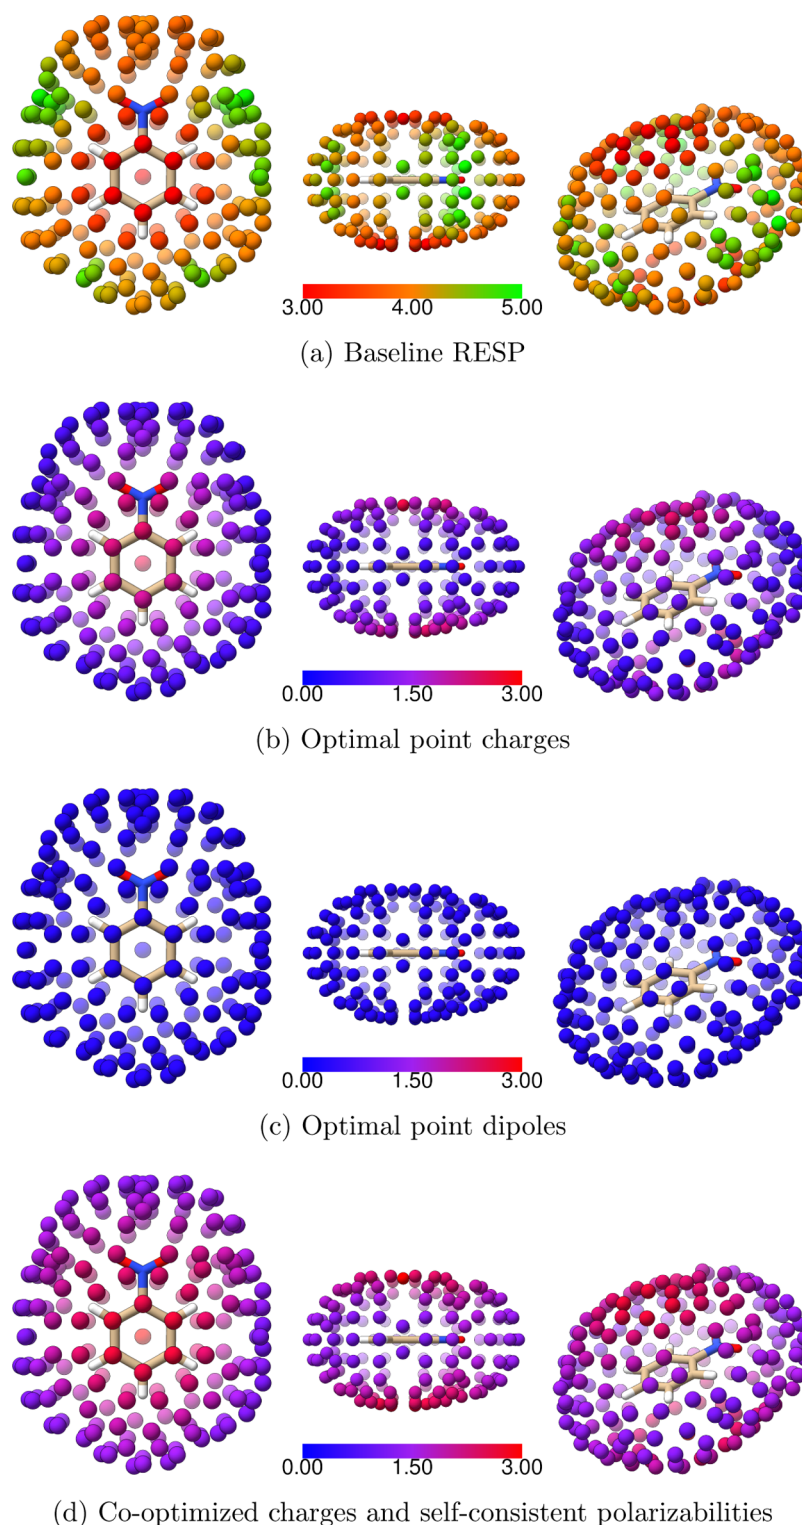 3.00 4.00 5.00
(a) Baseline RESP
0.00 1.50 3.00
(b) Optimal point charges
0.00 1.50 3.00
(c) Optimal point dipoles
0.00 1.50 3.00
(d) Co-optimized charges and self-consistent polarizabilities